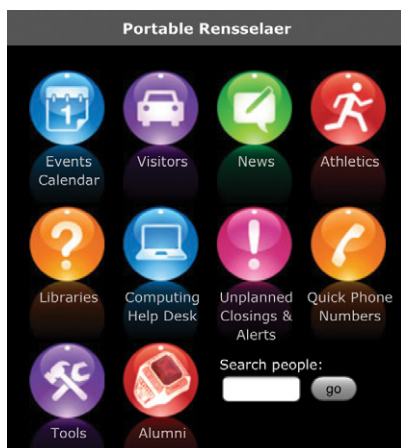 Portable Rensselaer
1
Events
Calendar
Visitors
News
Athletics
Libraries
Computing
Help Desk
Unplanned
Closings &
Alerts
Quick Phone
Numbers
Tools
Alumni
Search people:
go